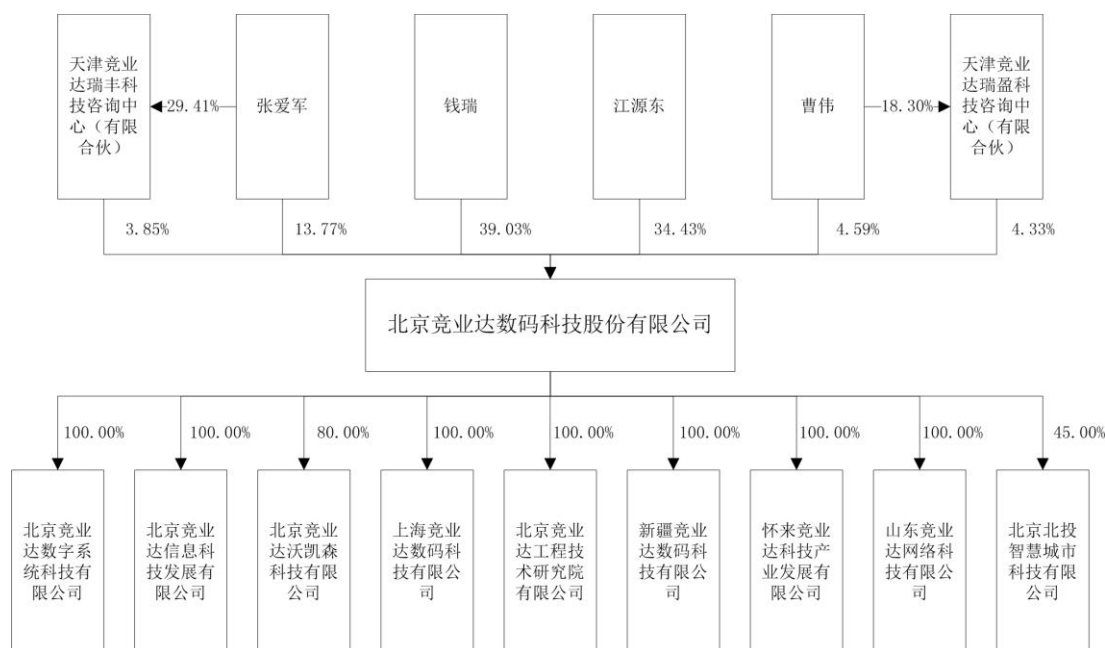 天津竞业
达瑞丰科
技咨询中
心（有限
合伙）
29.41%
张爱军
钱瑞
江源东
曹伟
18.30%
天津竞业
达瑞盈科
技咨询中
心（有限
合伙）
3.85%
13.77%
39.03%
34.43%
4.59%
4.33%
北京竞业达数码科技股份有限公司
100.00%
100.00%
80.00%
100.00%
100.00%
100.00%
100.00%
100.00%
45.00%
北京竞业
达数字系
统科技有
限公司
北京竞业
达信息科
技发展有
限公司
北京竞业
达沃凯森
科技有限
公司
上海竞业
达数码科
技有限公
司
北京竞业
达工程技
术研究院
有限公司
新疆竞业
达数码科
技有限公
司
怀来竞业
达科技产
业发展有
限公司
山东竞业
达网络科
技有限公
司
北京北投
智慧城市
科技有限
公司